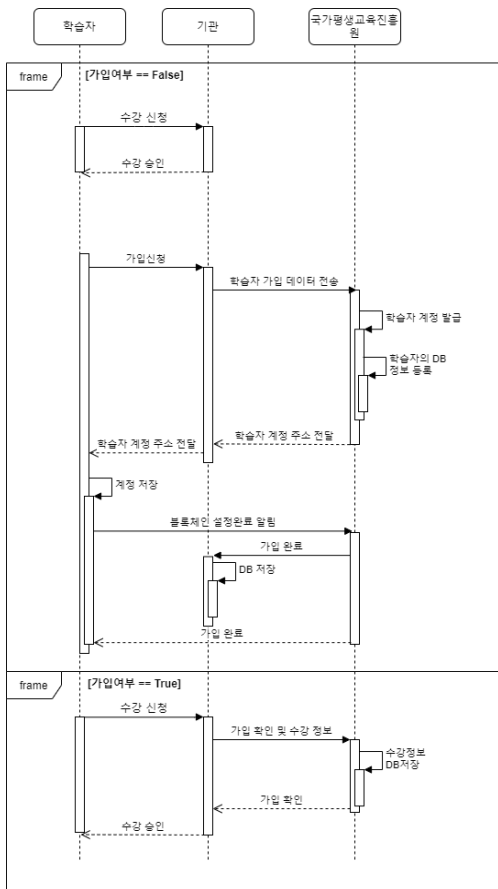 학습자
기관
국가평생교육진흥
원
frame
[가입여부 == False]
수강 신청
수강 승인
가입신청
학습자 가입 데이터 전송
학습자 계정 발급
학습자의 DB
정보 등록
학습자 계정 주소 전달
학습자 계정 주소 전달
계정 저장
블록체인 설정완료 알림
가입 완료
DB 저장
가입 완료
frame
[가입여부 == True]
수강 신청
가입 확인 및 수강 정보
수강정보
DB저장
가입 확인
수강 승인